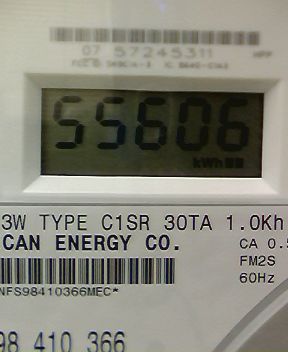 07 57245311
55606
kWh
3W TYPE C1SR 30TA 1.0Kh
CAN ENERGY CO.
CA 0.5
FM2S
60Hz
NFS98410366MEC*
98 410 366